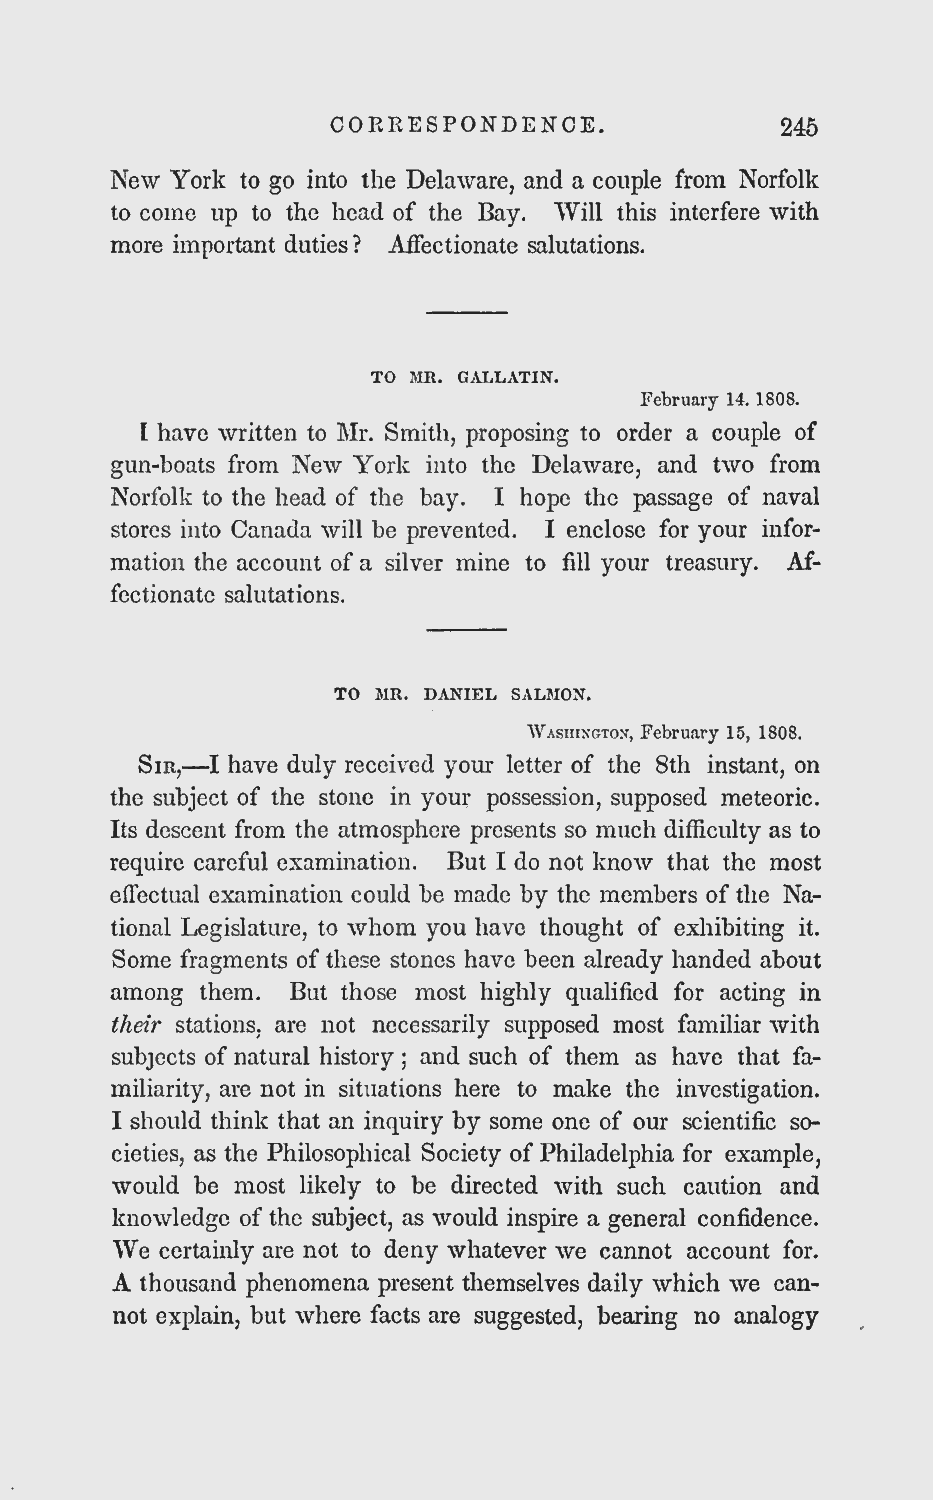 CORRESPONDENCE. 245
New York to go into the Delaware, and a couple from Norfolk
to come up to the head of the Bay. Will this interfere with
more important duties? Affectionate salutations.
TO MR. GALLATIN.
February 14. 1808.
I have written to Mr. Smith, proposing to order a couple of
gun-boats from New York into the Delaware, and two from
Norfolk to the head of the bay. I hope the passage of naval
stores into Canada will be prevented. I enclose for your infor-
mation the account of a silver mine to fill your treasury. Af-
fectionate salutations.
TO MR. DANIEL SALMON.
WASHINGTON, February 15, 1808.
SIR,—I have duly received your letter of the 8th instant, on
the subject of the stone in your possession, supposed meteoric.
Its descent from the atmosphere presents so much difficulty as to
require careful examination. But I do not know that the most
effectual examination could be made by the members of the Na-
tional Legislature, to whom you have thought of exhibiting it.
Some fragments of these stones have been already handed about
among them. But those most highly qualified for acting in
their stations, are not necessarily supposed most familiar with
subjects of natural history; and such of them as have that fa-
miliarity, are not in situations here to make the investigation.
I should think that an inquiry by some one of our scientific so-
cieties, as the Philosophical Society of Philadelphia for example,
would be most likely to be directed with such caution and
knowledge of the subject, as would inspire a general confidence.
We certainly are not to deny whatever we cannot account for.
A thousand phenomena present themselves daily which we can-
not explain, but where facts are suggested, bearing no analogy